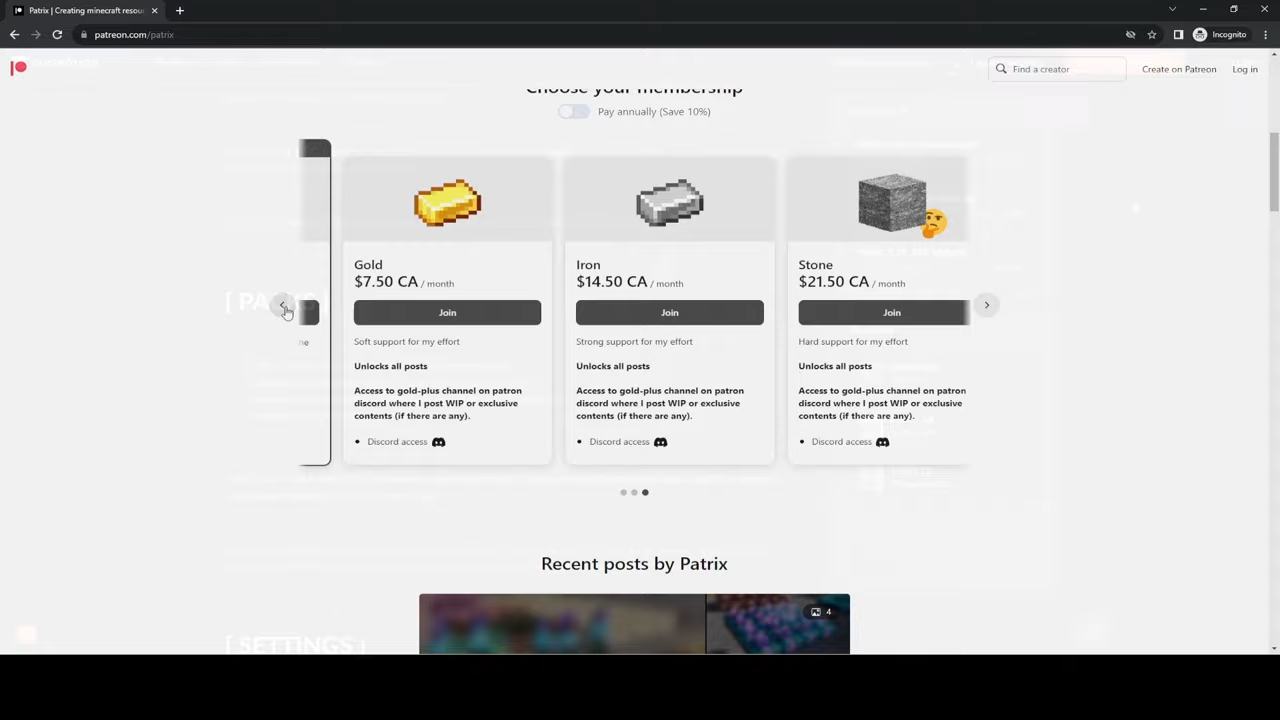 Patrix | Creating minecraft resou
patreon.com/patrix
Incognito
Find a creator
Create on Patreon
Log in
Choose your membership
Pay annually (Save 10%)
Gold
$7.50 CA / month
Join
Soft support for my effort
Unlocks all posts
Access to gold-plus channel on patron
discord where I post WIP or exclusive
contents (if there are any).
Discord access
Iron
$14.50 CA / month
Join
Strong support for my effort
Unlocks all posts
Access to gold-plus channel on patron
discord where I post WIP or exclusive
contents (if there are any).
Discord access
Stone
$21.50 CA / month
Join
Hard support for my effort
Unlocks all posts
Access to gold-plus channel on patron
discord where I post WIP or exclusive
contents (if there are any).
Discord access
ne
Recent posts by Patrix
4
[ SETTINGS ]